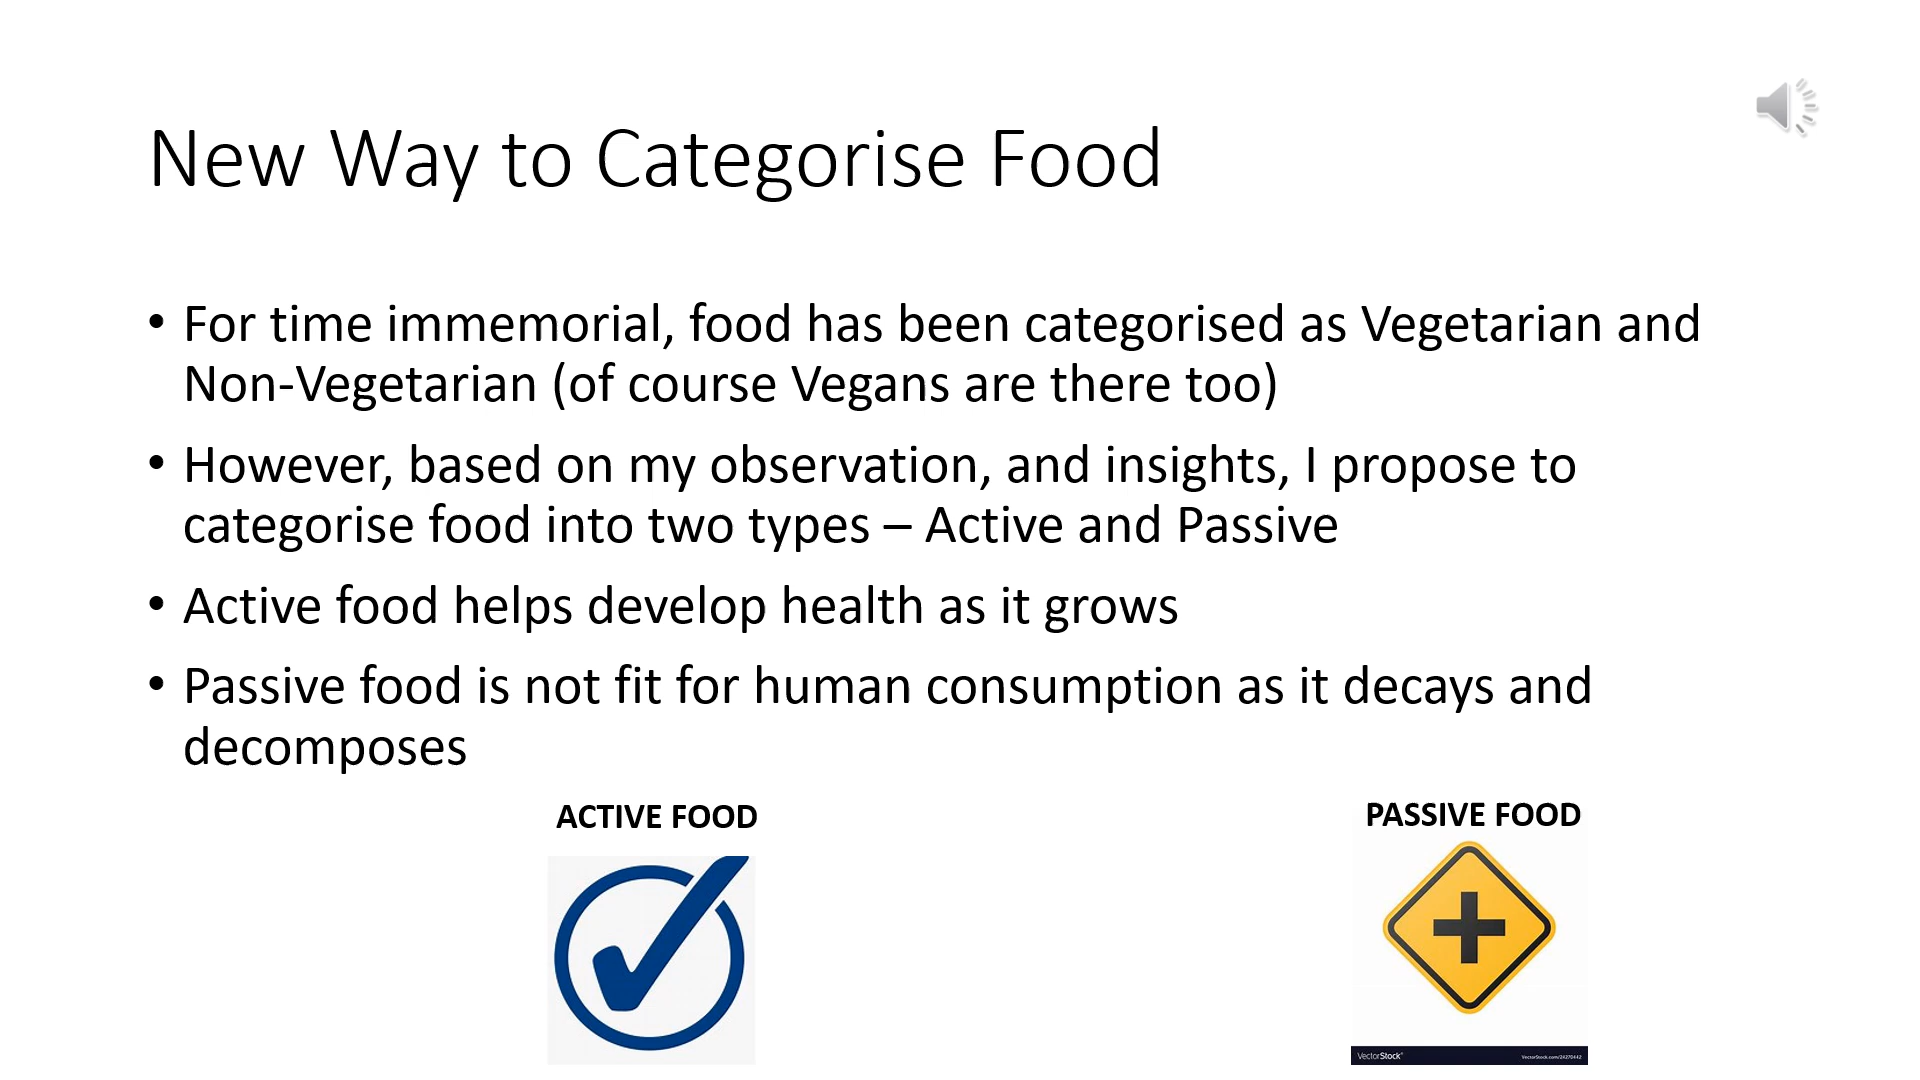 New Way to Categorise Food
• For time immemorial, food has been categorised as Vegetarian and
Non-Vegetarian (of course Vegans are there too)
• However, based on my observation, and insights, I propose to
categorise food into two types – Active and Passive
• Active food helps develop health as it grows
• Passive food is not fit for human consumption as it decays and
decomposes
ACTIVE FOOD
PASSIVE FOOD
VectorStock®
VectorStock.com/24270442